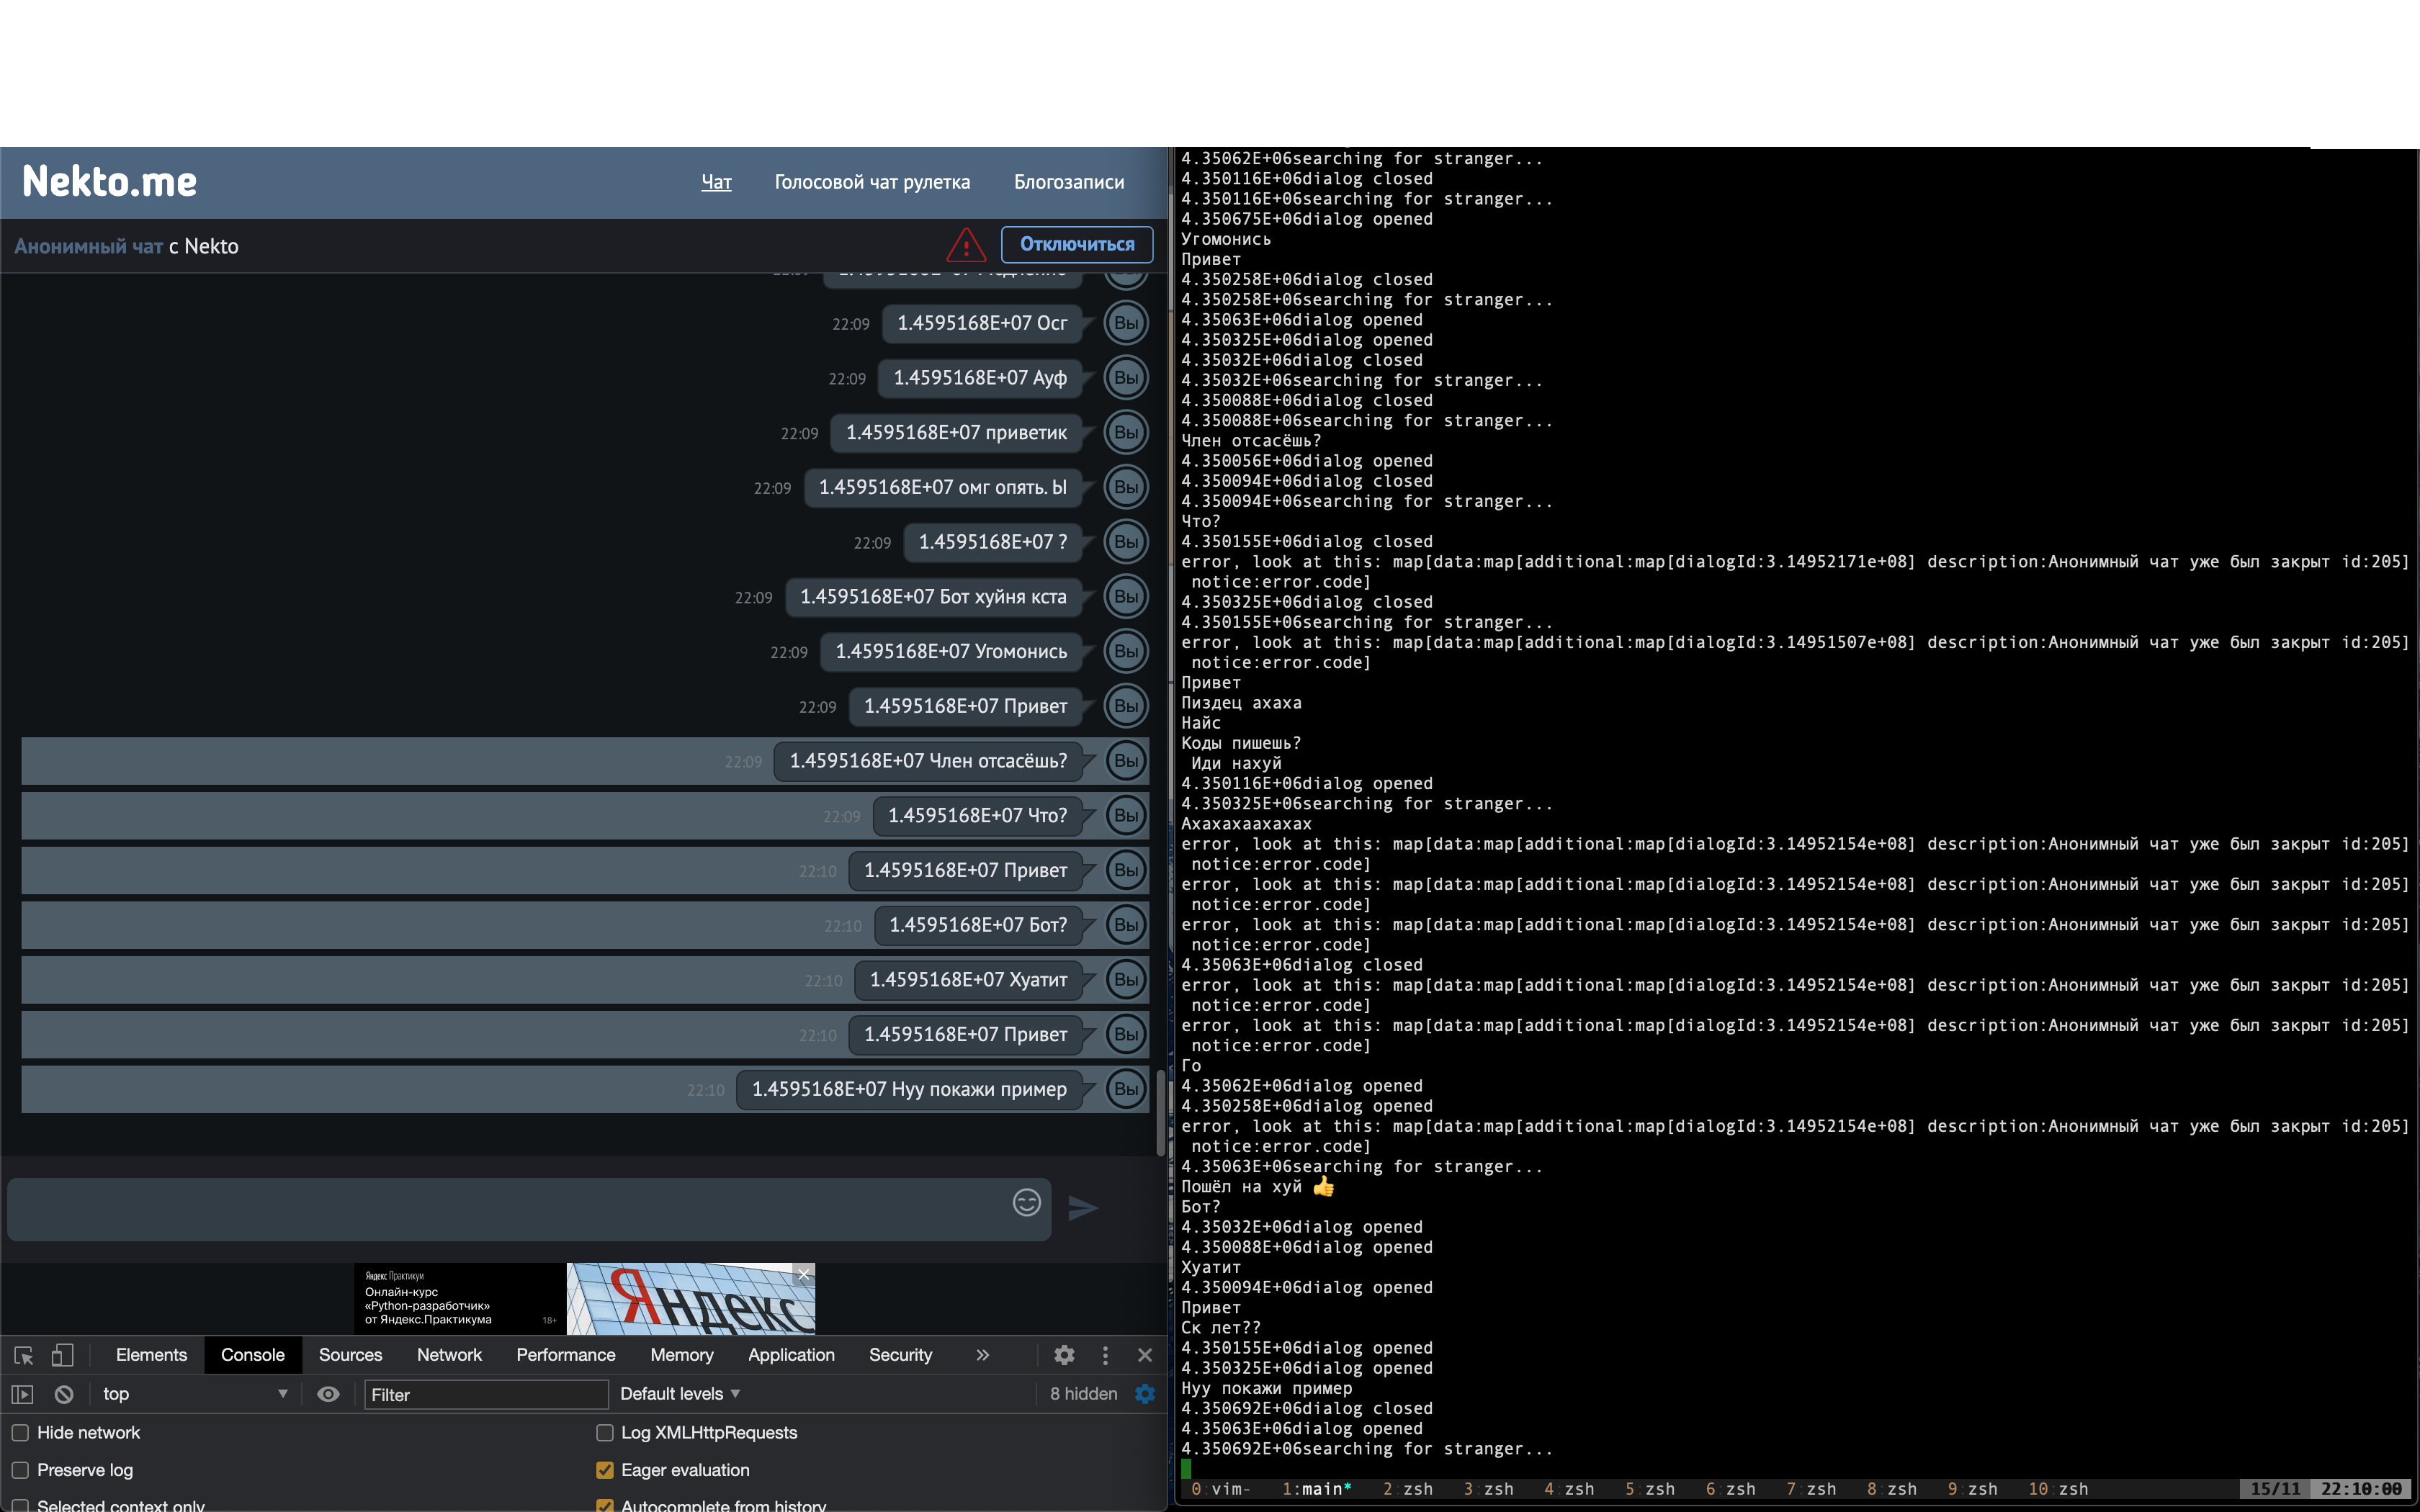 Nekto.me
Чат
Голосовой чат рулетка
Блогозаписи
Анонимный чат с Nekto
Отключиться
22:09 1.4595168E+07 Осг Вы
22:09 1.4595168E+07 Ауф Вы
22:09 1.4595168E+07 приветик Вы
22:09 1.4595168E+07 омг опять. Ы Вы
22:09 1.4595168E+07 ? Вы
22:09 1.4595168E+07 Бот хуйня кста Вы
22:09 1.4595168E+07 Угомонись Вы
22:09 1.4595168E+07 Привет Вы
22:09 1.4595168E+07 Член отсасёшь? Вы
22:09 1.4595168E+07 Что? Вы
22:10 1.4595168E+07 Привет Вы
22:10 1.4595168E+07 Бот? Вы
22:10 1.4595168E+07 Хуатит Вы
22:10 1.4595168E+07 Привет Вы
22:10 1.4595168E+07 Нуу покажи пример Вы
Яндекс Практикум
Онлайн-курс
«Python-разработчик»
от Яндекс.Практикума
18+
Яндекс
Elements Console Sources Network Performance Memory Application Security
top Filter Default levels 8 hidden
Hide network Log XMLHttpRequests
Preserve log Eager evaluation
Selected context only Autocomplete from history
4.35062E+06searching for stranger...
4.350116E+06dialog closed
4.350116E+06searching for stranger...
4.350675E+06dialog opened
Угомонись
Привет
4.350258E+06dialog closed
4.350258E+06searching for stranger...
4.35063E+06dialog opened
4.350325E+06dialog opened
4.35032E+06dialog closed
4.35032E+06searching for stranger...
4.350088E+06dialog closed
4.350088E+06searching for stranger...
Член отсасёшь?
4.350056E+06dialog opened
4.350094E+06dialog closed
4.350094E+06searching for stranger...
Что?
4.350155E+06dialog closed
error, look at this: map[data:map[additional:map[dialogId:3.14952171e+08] description:Анонимный чат уже был закрыт id:205]
notice:error.code]
4.350325E+06dialog closed
4.350155E+06searching for stranger...
error, look at this: map[data:map[additional:map[dialogId:3.14951507e+08] description:Анонимный чат уже был закрыт id:205]
notice:error.code]
Привет
Пиздец ахаха
Найс
Коды пишешь?
Иди нахуй
4.350116E+06dialog opened
4.350325E+06searching for stranger...
Ахахахаахахах
error, look at this: map[data:map[additional:map[dialogId:3.14952154e+08] description:Анонимный чат уже был закрыт id:205]
notice:error.code]
error, look at this: map[data:map[additional:map[dialogId:3.14952154e+08] description:Анонимный чат уже был закрыт id:205]
notice:error.code]
error, look at this: map[data:map[additional:map[dialogId:3.14952154e+08] description:Анонимный чат уже был закрыт id:205]
notice:error.code]
4.35063E+06dialog closed
error, look at this: map[data:map[additional:map[dialogId:3.14952154e+08] description:Анонимный чат уже был закрыт id:205]
notice:error.code]
error, look at this: map[data:map[additional:map[dialogId:3.14952154e+08] description:Анонимный чат уже был закрыт id:205]
notice:error.code]
Го
4.35062E+06dialog opened
4.350258E+06dialog opened
error, look at this: map[data:map[additional:map[dialogId:3.14952154e+08] description:Анонимный чат уже был закрыт id:205]
notice:error.code]
4.35063E+06searching for stranger...
Пошёл на хуй 👍
Бот?
4.35032E+06dialog opened
4.350088E+06dialog opened
Хуатит
4.350094E+06dialog opened
Привет
Ск лет??
4.350155E+06dialog opened
4.350325E+06dialog opened
Нуу покажи пример
4.350692E+06dialog closed
4.35063E+06dialog opened
4.350692E+06searching for stranger...
0 vim- 1:main* 2 zsh 3 zsh 4 zsh 5 zsh 6 zsh 7 zsh 8 zsh 9 zsh 10 zsh 15/11 22:10:00